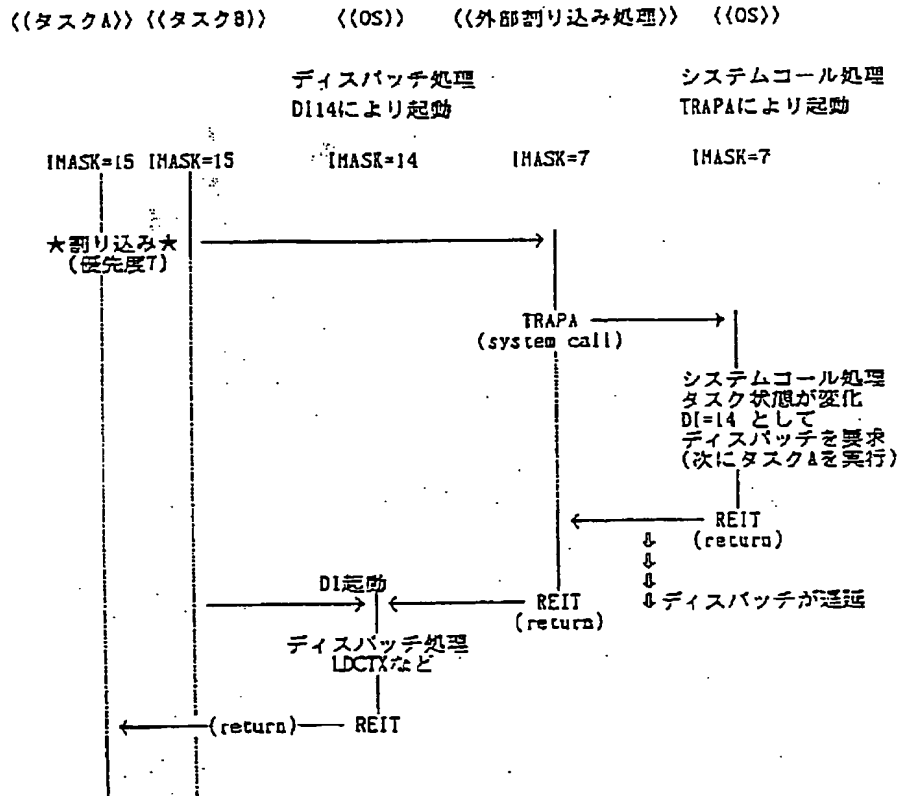 《《タスクA》》 《《タスクB》》 《《OS》》 《《外部割り込み処理》》 《《OS》》
ディスパッチ処理
DI14により起動
システムコール処理
TRAPAにより起動
IMASK=15 IMASK=15 IMASK=14 IMASK=7 IMASK=7
★割り込み★
(優先度7)
TRAPA
(system call)
システムコール処理
タスク状態が変化
DI=14 として
ディスパッチを要求
(次にタスクAを実行)
REIT
(return)
⇩
⇩
⇩
⇩ ディスパッチが遅延
DI起動
REIT
(return)
ディスパッチ処理
LDCTXなど
(return) REIT